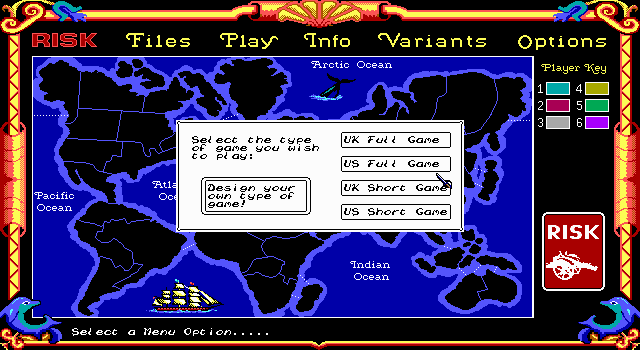 RISK Files Play Info Variants Options
Arctic Ocean
Player Key
1 4
2 5
3 6
Select the type
of game you wish
to play:
UK Full Game
US Full Game
UK Short Game
US Short Game
Design your
own type of
game!
Pacific
Ocean
Atla
Indian
Ocean
RISK
Select a Menu Option.....